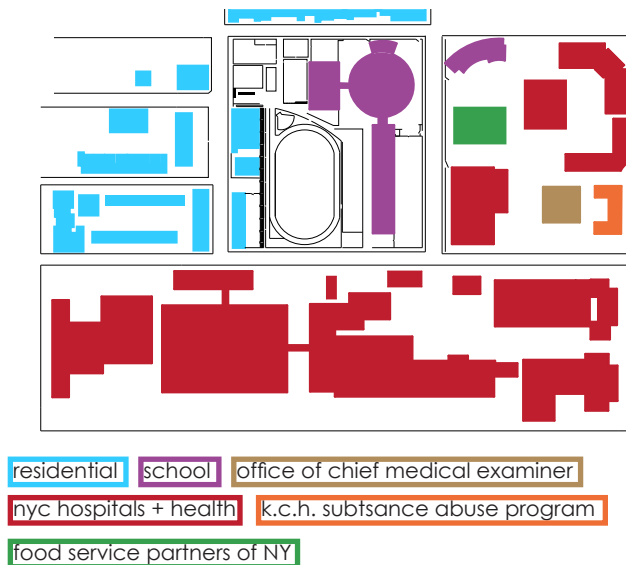 residential school office of chief medical examiner
nyc hospitals + health k.c.h. subtsance abuse program
food service partners of NY